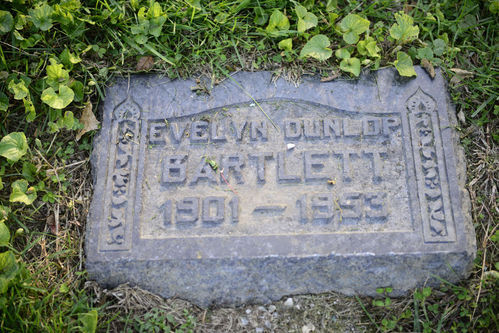 EVELYN DUNLOP
BARTLETT
1901 — 1953